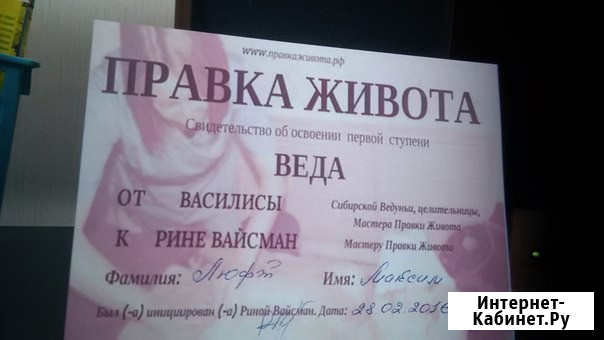 www.правкаживота.рф
ПРАВКА ЖИВОТА
Свидетельство об освоении первой ступени
ВЕДА
ОТ ВАСИЛИСЫ Сибирской Ведуньи, целительницы,
Мастера Правки Живота
К РИНЕ ВАЙСМАН Мастеру Правки Живота
Фамилия: Люфт Имя: Максим
Был (-а) инициирован (-а) Риной Вайсман. Дата: 28.02.2016
Интернет-
Кабинет.Ру